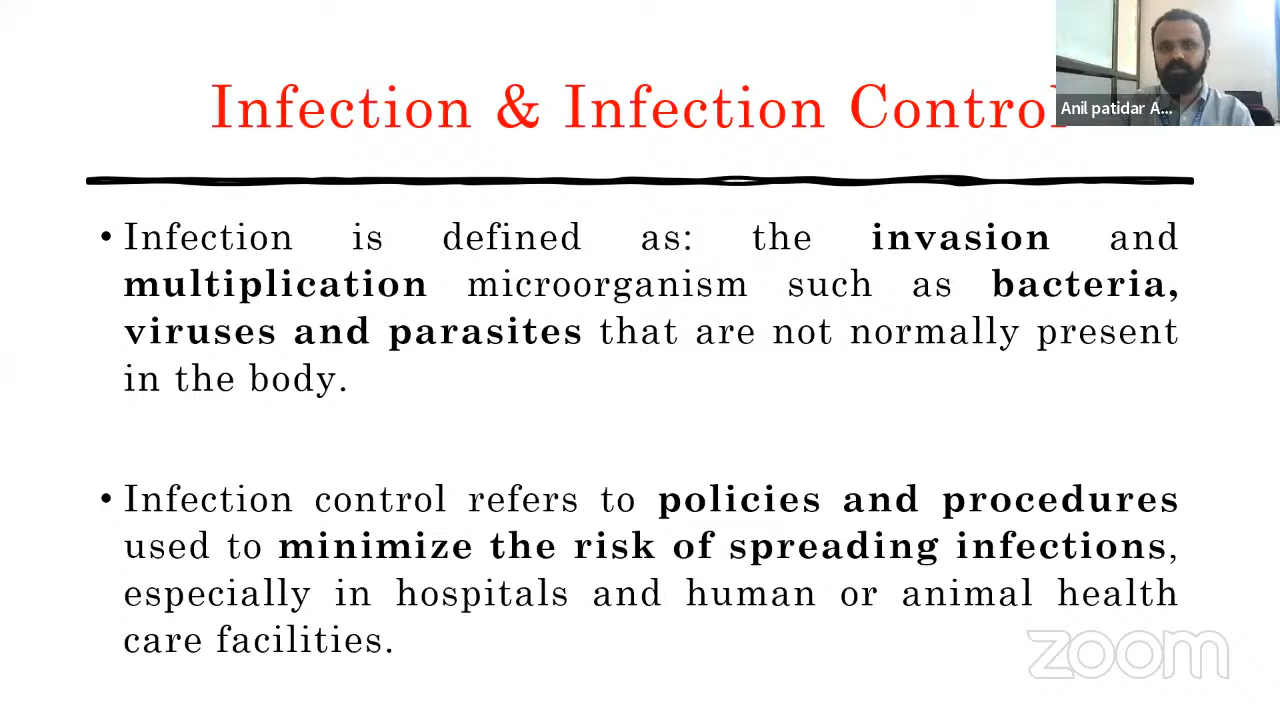 Infection & Infection Control
Anil patidar A...
• Infection is defined as: the invasion and
multiplication microorganism such as bacteria,
viruses and parasites that are not normally present
in the body.
• Infection control refers to policies and procedures
used to minimize the risk of spreading infections,
especially in hospitals and human or animal health
care facilities.
zoom